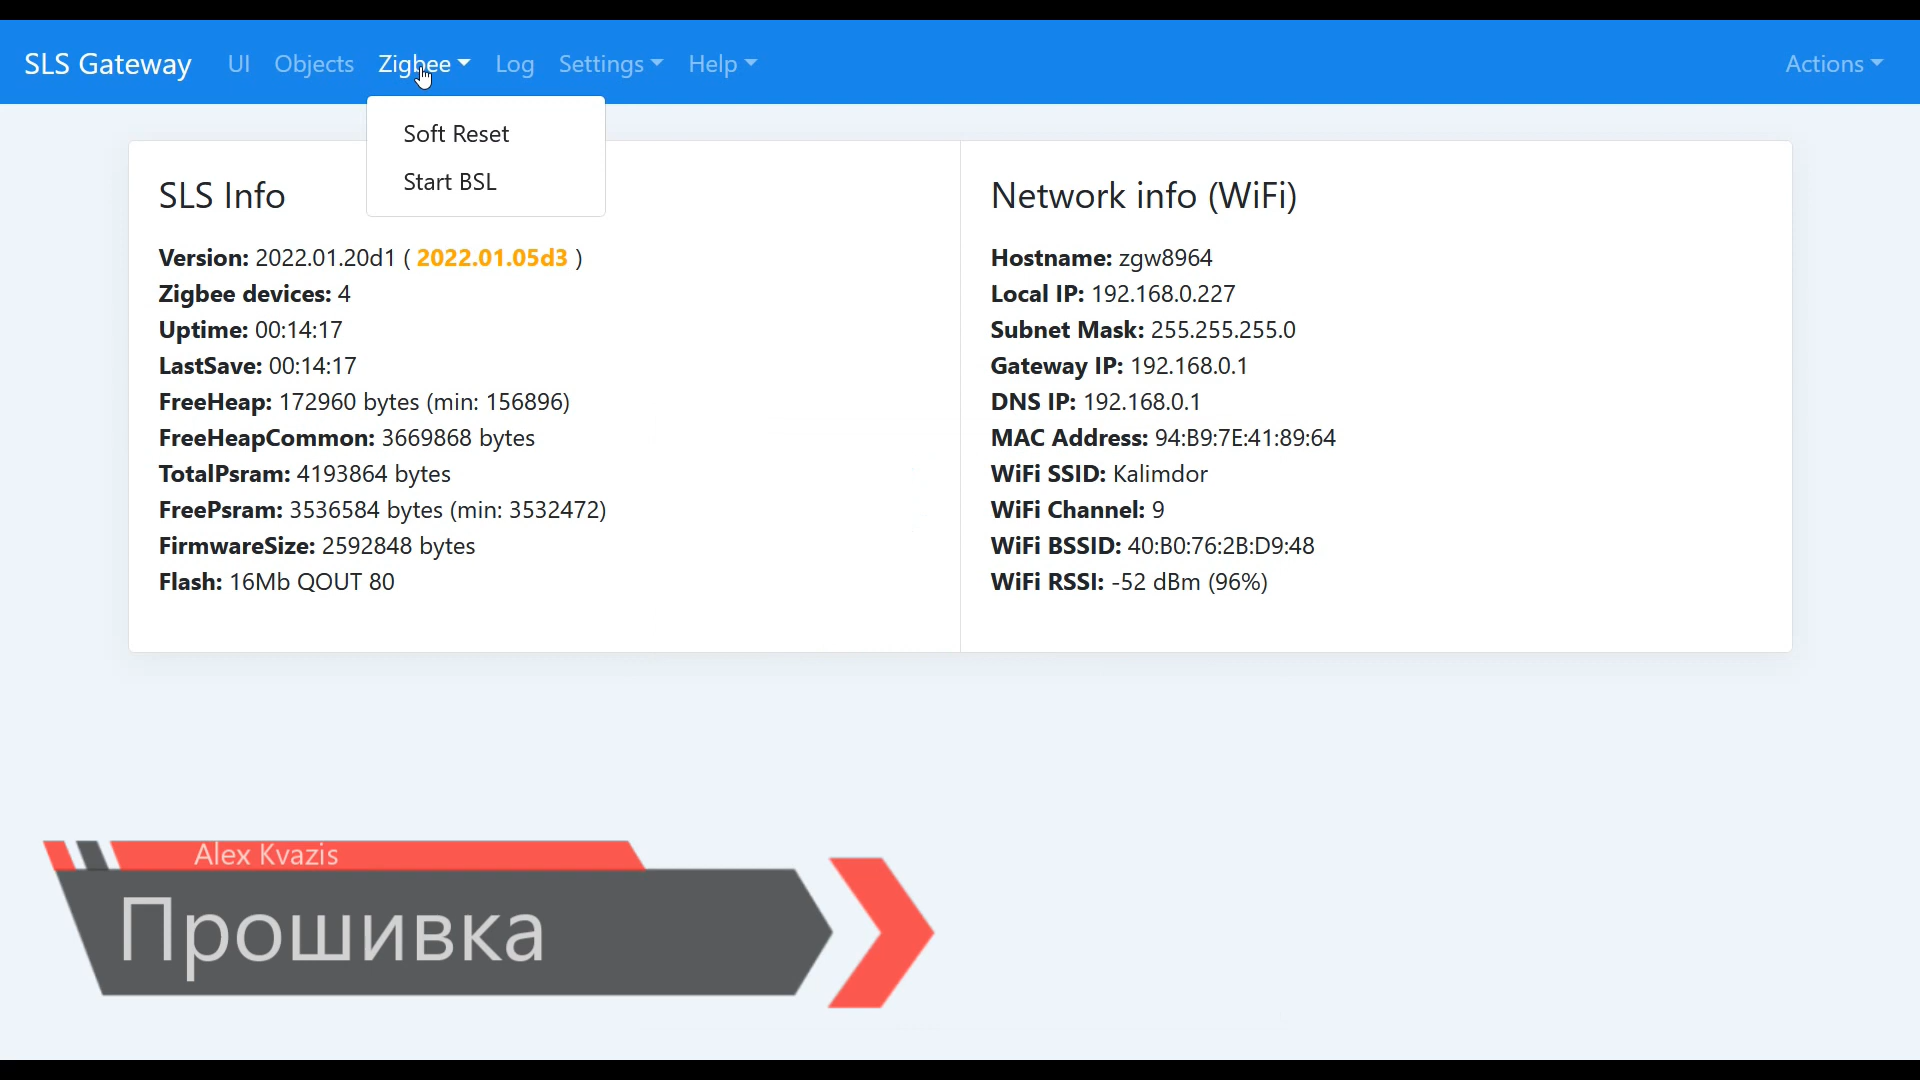 SLS Gateway UI Objects Zigbee Log Settings Help Actions
Soft Reset
Start BSL
SLS Info
Version: 2022.01.20d1 ( 2022.01.05d3 )
Zigbee devices: 4
Uptime: 00:14:17
LastSave: 00:14:17
FreeHeap: 172960 bytes (min: 156896)
FreeHeapCommon: 3669868 bytes
TotalPsram: 4193864 bytes
FreePsram: 3536584 bytes (min: 3532472)
FirmwareSize: 2592848 bytes
Flash: 16Mb QOUT 80
Network info (WiFi)
Hostname: zgw8964
Local IP: 192.168.0.227
Subnet Mask: 255.255.255.0
Gateway IP: 192.168.0.1
DNS IP: 192.168.0.1
MAC Address: 94:B9:7E:41:89:64
WiFi SSID: Kalimdor
WiFi Channel: 9
WiFi BSSID: 40:B0:76:2B:D9:48
WiFi RSSI: -52 dBm (96%)
Alex Kvazis
Прошивка